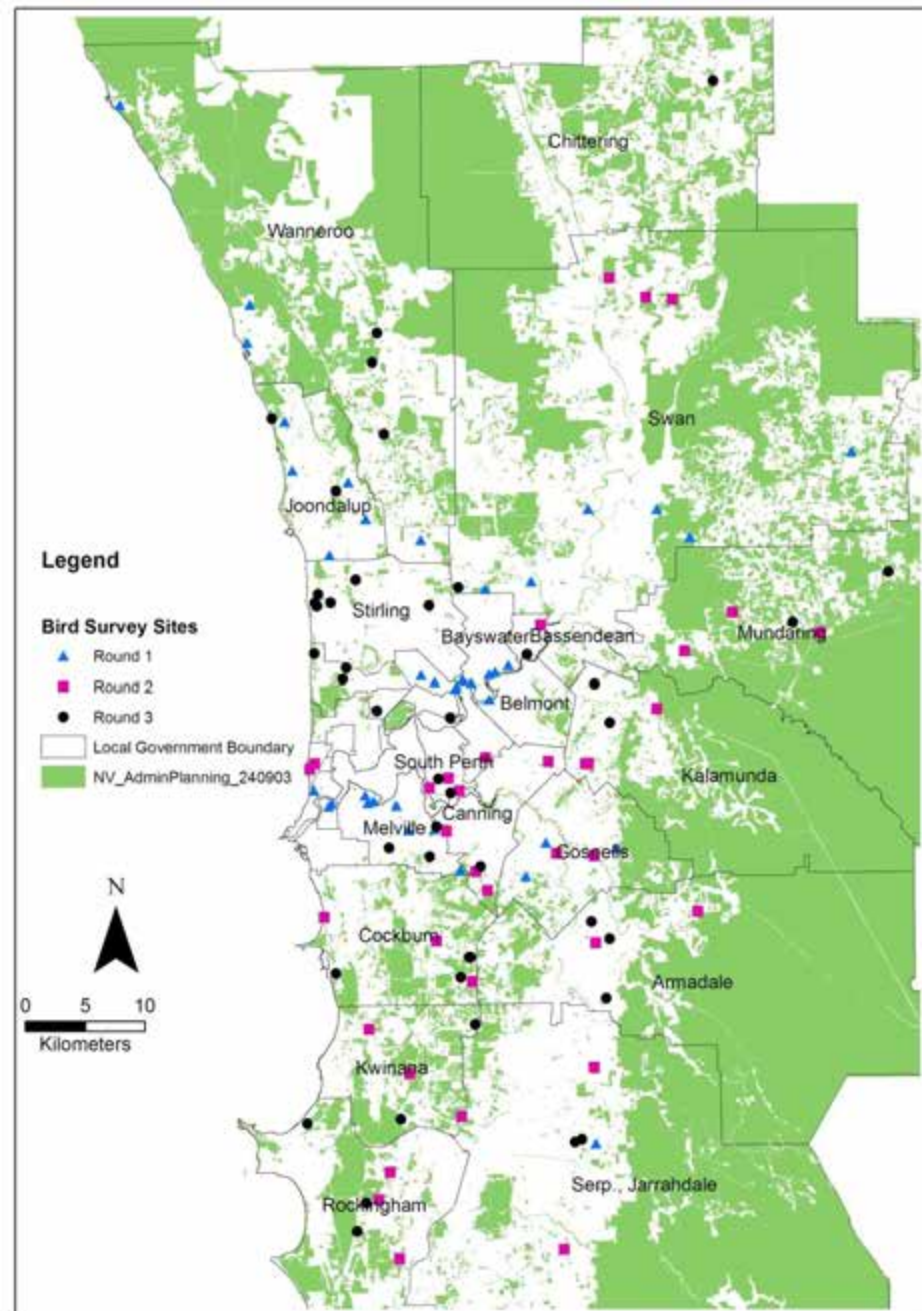 Chittering
Wanneroo
Swan
Joondalup
Legend
Stirling
Bird Survey Sites
BayswaterBassendean
Mundaring
Round 1
Round 2
Belmont
Round 3
Local Government Boundary
South Perth
NV_AdminPlanning_240903
Kalamunda
Canning
Melville
Gosnells
N
Cockburn
Armadale
0 5 10
Kilometers
Kwinana
Serp., Jarrahdale
Rockingham